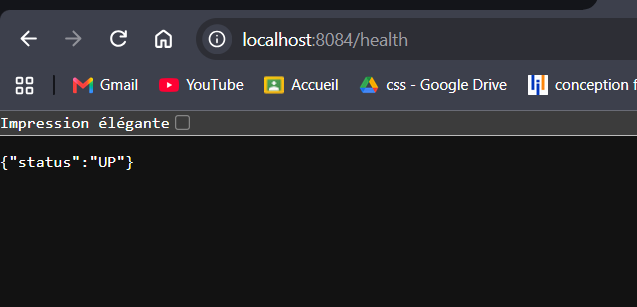 localhost:8084/health
Gmail YouTube Accueil css - Google Drive conception f
Impression élégante
{"status":"UP"}